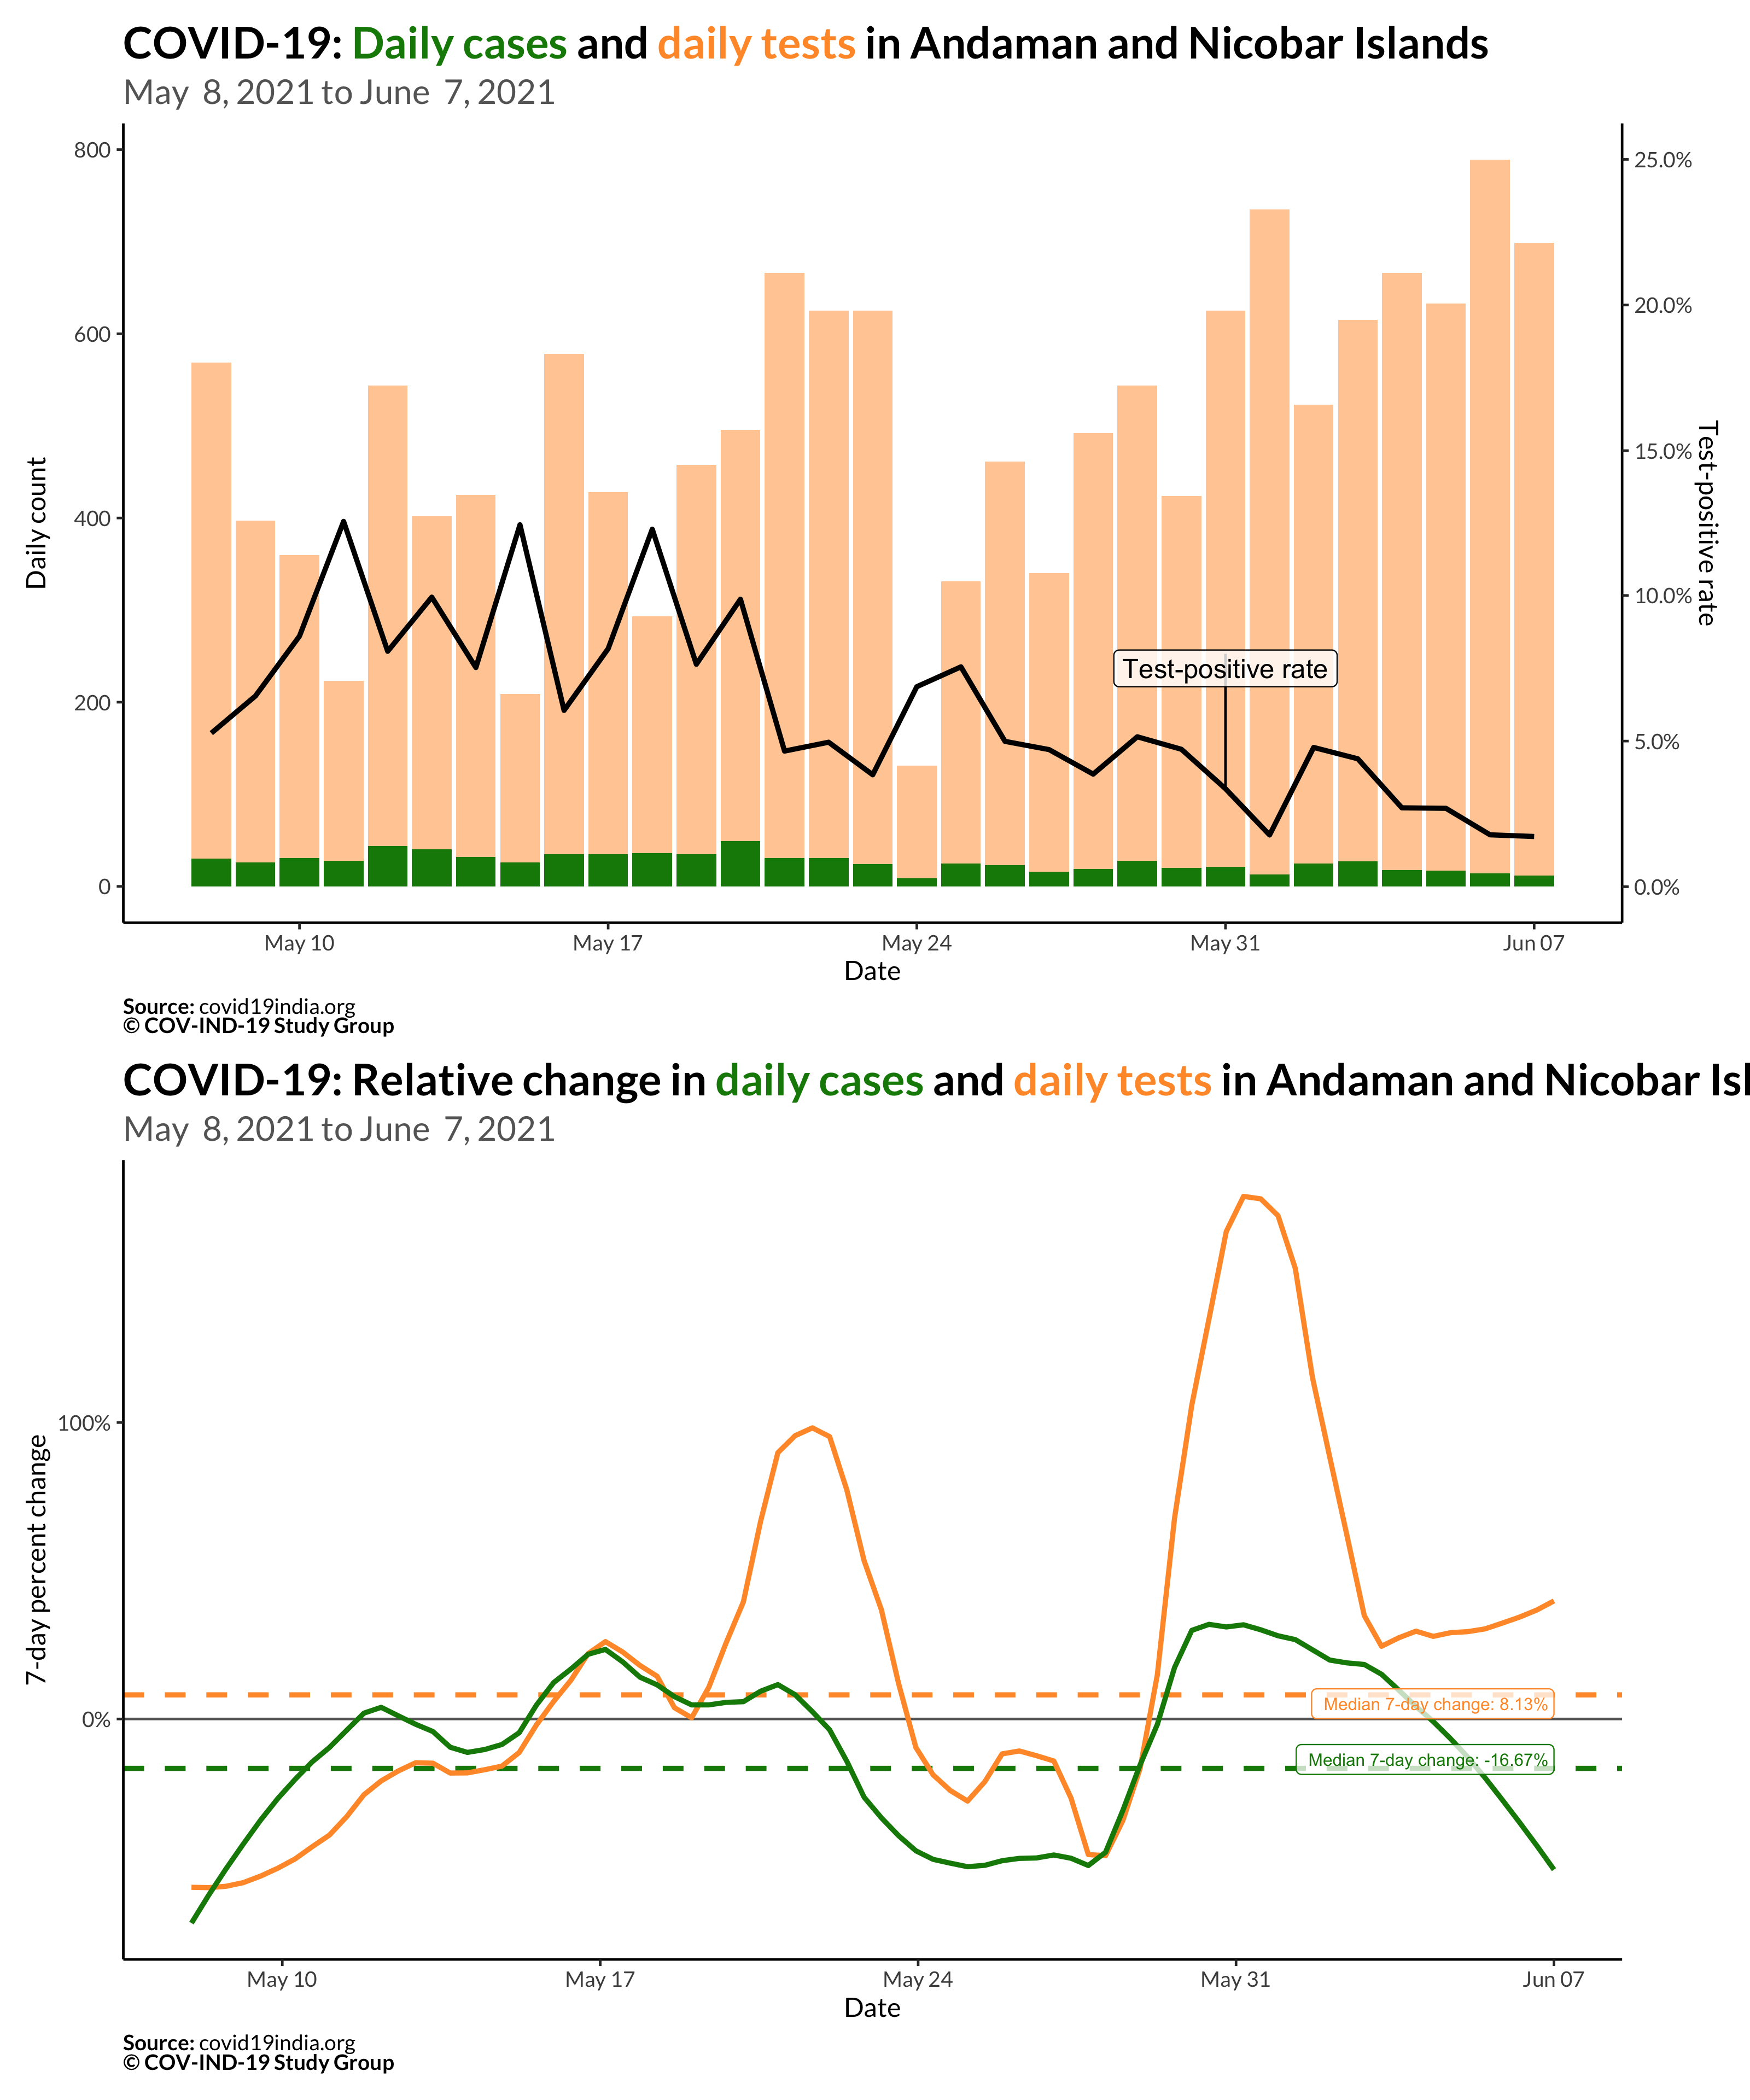 COVID-19: Daily cases and daily tests in Andaman and Nicobar Islands
May 8, 2021 to June 7, 2021
Daily count
800
600
400
200
0
25.0%
20.0%
15.0%
10.0%
5.0%
0.0%
Test-positive rate
Test-positive rate
May 10
May 17
May 24
May 31
Jun 07
Date
Source: covid19india.org
© COV-IND-19 Study Group
COVID-19: Relative change in daily cases and daily tests in Andaman and Nicobar Isl
May 8, 2021 to June 7, 2021
7-day percent change
100%
0%
Median 7-day change: 8.13%
Median 7-day change: -16.67%
May 10
May 17
May 24
May 31
Jun 07
Date
Source: covid19india.org
© COV-IND-19 Study Group